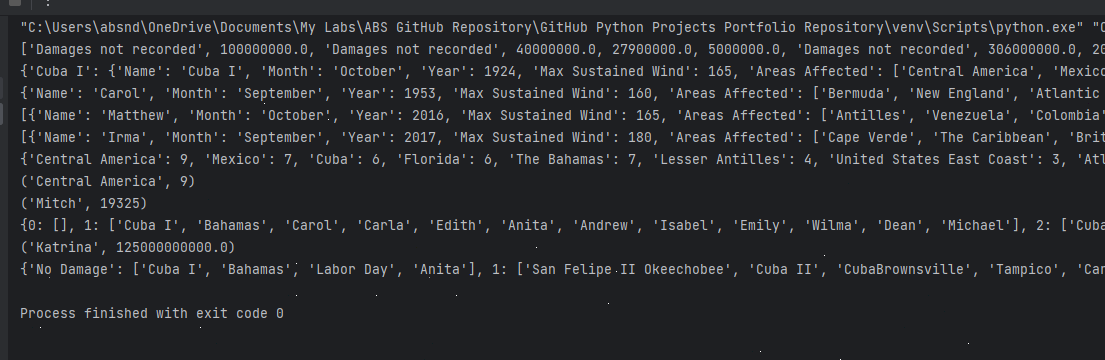 "C:\Users\absnd\OneDrive\Documents\My Labs\ABS GitHub Repository\GitHub Python Projects Portfolio Repository\venv\Scripts\python.exe" "C
['Damages not recorded', 100000000.0, 'Damages not recorded', 40000000.0, 27900000.0, 5000000.0, 'Damages not recorded', 306000000.0, 20
{'Cuba I': {'Name': 'Cuba I', 'Month': 'October', 'Year': 1924, 'Max Sustained Wind': 165, 'Areas Affected': ['Central America', 'Mexico
{'Name': 'Carol', 'Month': 'September', 'Year': 1953, 'Max Sustained Wind': 160, 'Areas Affected': ['Bermuda', 'New England', 'Atlantic
[{'Name': 'Matthew', 'Month': 'October', 'Year': 2016, 'Max Sustained Wind': 165, 'Areas Affected': ['Antilles', 'Venezuela', 'Colombia'
[{'Name': 'Irma', 'Month': 'September', 'Year': 2017, 'Max Sustained Wind': 180, 'Areas Affected': ['Cape Verde', 'The Caribbean', 'Brit
{'Central America': 9, 'Mexico': 7, 'Cuba': 6, 'Florida': 6, 'The Bahamas': 7, 'Lesser Antilles': 4, 'United States East Coast': 3, 'Atl
('Central America', 9)
('Mitch', 19325)
{0: [], 1: ['Cuba I', 'Bahamas', 'Carol', 'Carla', 'Edith', 'Anita', 'Andrew', 'Isabel', 'Emily', 'Wilma', 'Dean', 'Michael'], 2: ['Cuba
('Katrina', 125000000000.0)
{'No Damage': ['Cuba I', 'Bahamas', 'Labor Day', 'Anita'], 1: ['San Felipe II Okeechobee', 'Cuba II', 'CubaBrownsville', 'Tampico', 'Car
Process finished with exit code 0